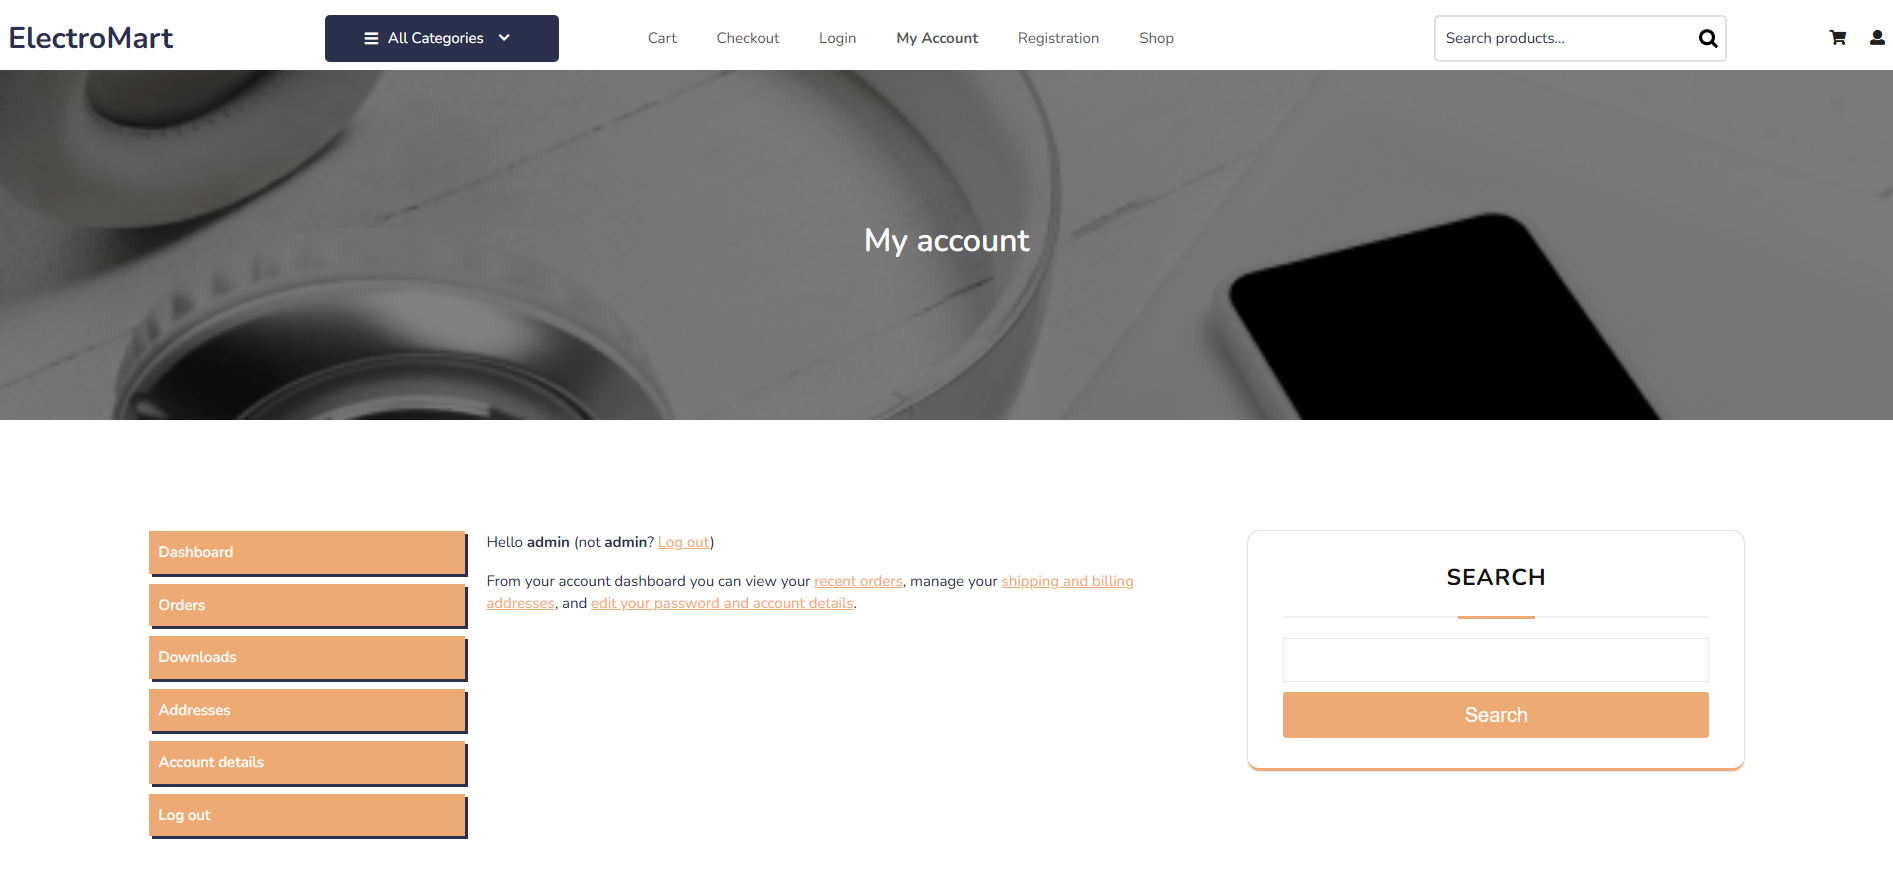 ElectroMart
All Categories
Cart
Checkout
Login
My Account
Registration
Shop
Search products...
My account
Dashboard
Orders
Downloads
Addresses
Account details
Log out
Hello admin (not admin? Log out)
From your account dashboard you can view your recent orders, manage your shipping and billing
addresses, and edit your password and account details.
SEARCH
Search